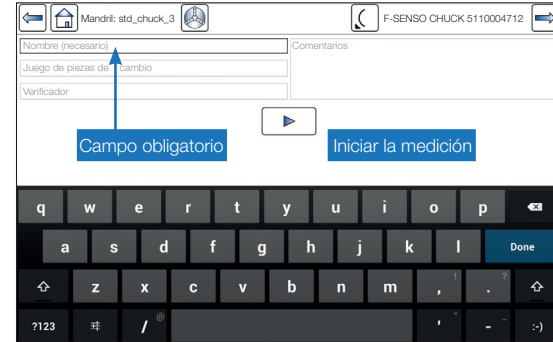 Mandril: std_chuck_3
F-SENSO CHUCK 5110004712
Nombre (necesario)
Comentarios
Juego de piezas de cambio
Verificador
Campo obligatorio
Iniciar la medición
q w e r t y u i o p
a s d f g h j k l Done
z x c v b n m , ! . ?
?123 / @ ' " - _ :-)